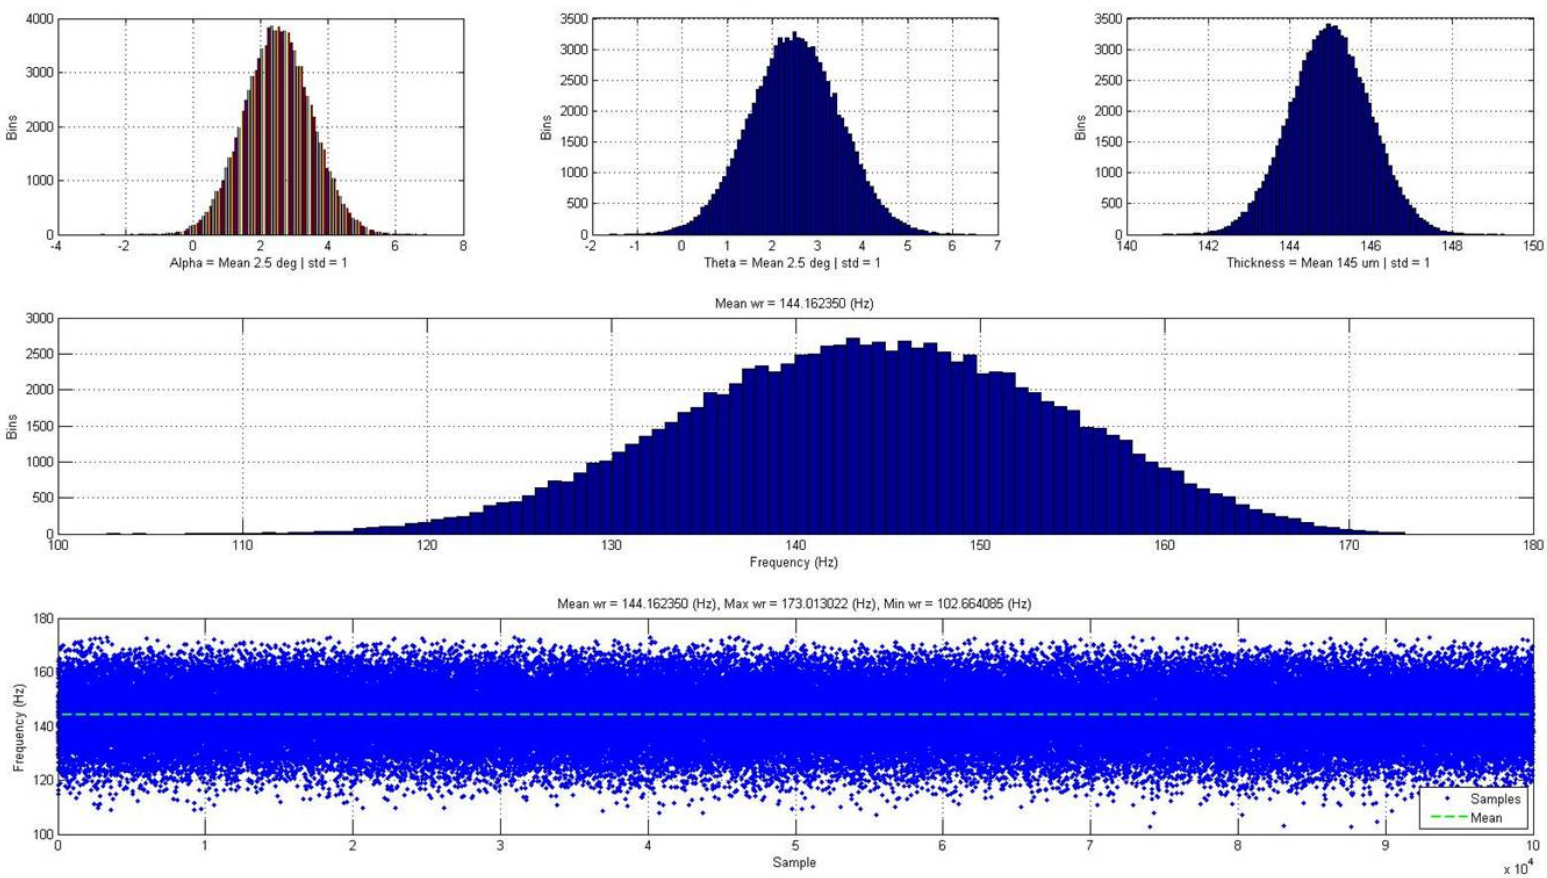 4000
3000
2000
1000
0
Bins
-4 -2 0 2 4 6 8
Alpha = Mean 2.5 deg | std = 1
3500
3000
2500
2000
1500
1000
500
0
Bins
-2 -1 0 1 2 3 4 5 6 7
Theta = Mean 2.5 deg | std = 1
3500
3000
2500
2000
1500
1000
500
0
Bins
140 142 144 146 148 150
Thickness = Mean 145 um | std = 1
Mean wr = 144.162350 (Hz)
3000
2500
2000
1500
1000
500
0
Bins
100 110 120 130 140 150 160 170 180
Frequency (Hz)
Mean wr = 144.162350 (Hz), Max wr = 173.013022 (Hz), Min wr = 102.664085 (Hz)
180
160
140
120
100
Frequency (Hz)
Samples
Mean
0 1 2 3 4 5 6 7 8 9 10
Sample
x 10^4